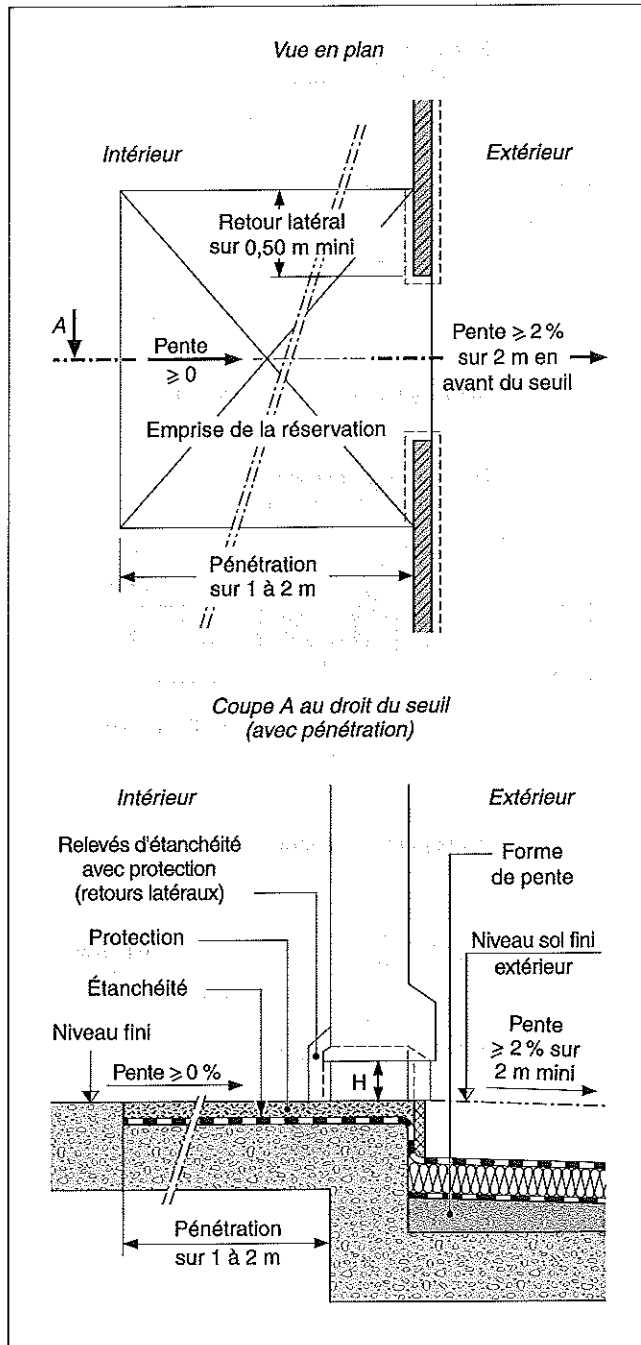 Vue en plan
Intérieur
Extérieur
Retour latéral
sur 0,50 m mini
A
Pente
⩾ 0
Pente ⩾ 2 %
sur 2 m en
avant du seuil
Emprise de la réservation
Pénétration
sur 1 à 2 m
Coupe A au droit du seuil
(avec pénétration)
Intérieur
Extérieur
Relevés d'étanchéité
avec protection
(retours latéraux)
Forme
de pente
Protection
Niveau sol fini
extérieur
Étanchéité
Niveau fini
Pente ⩾ 0 %
H
Pente
⩾ 2 % sur
2 m mini
Pénétration
sur 1 à 2 m